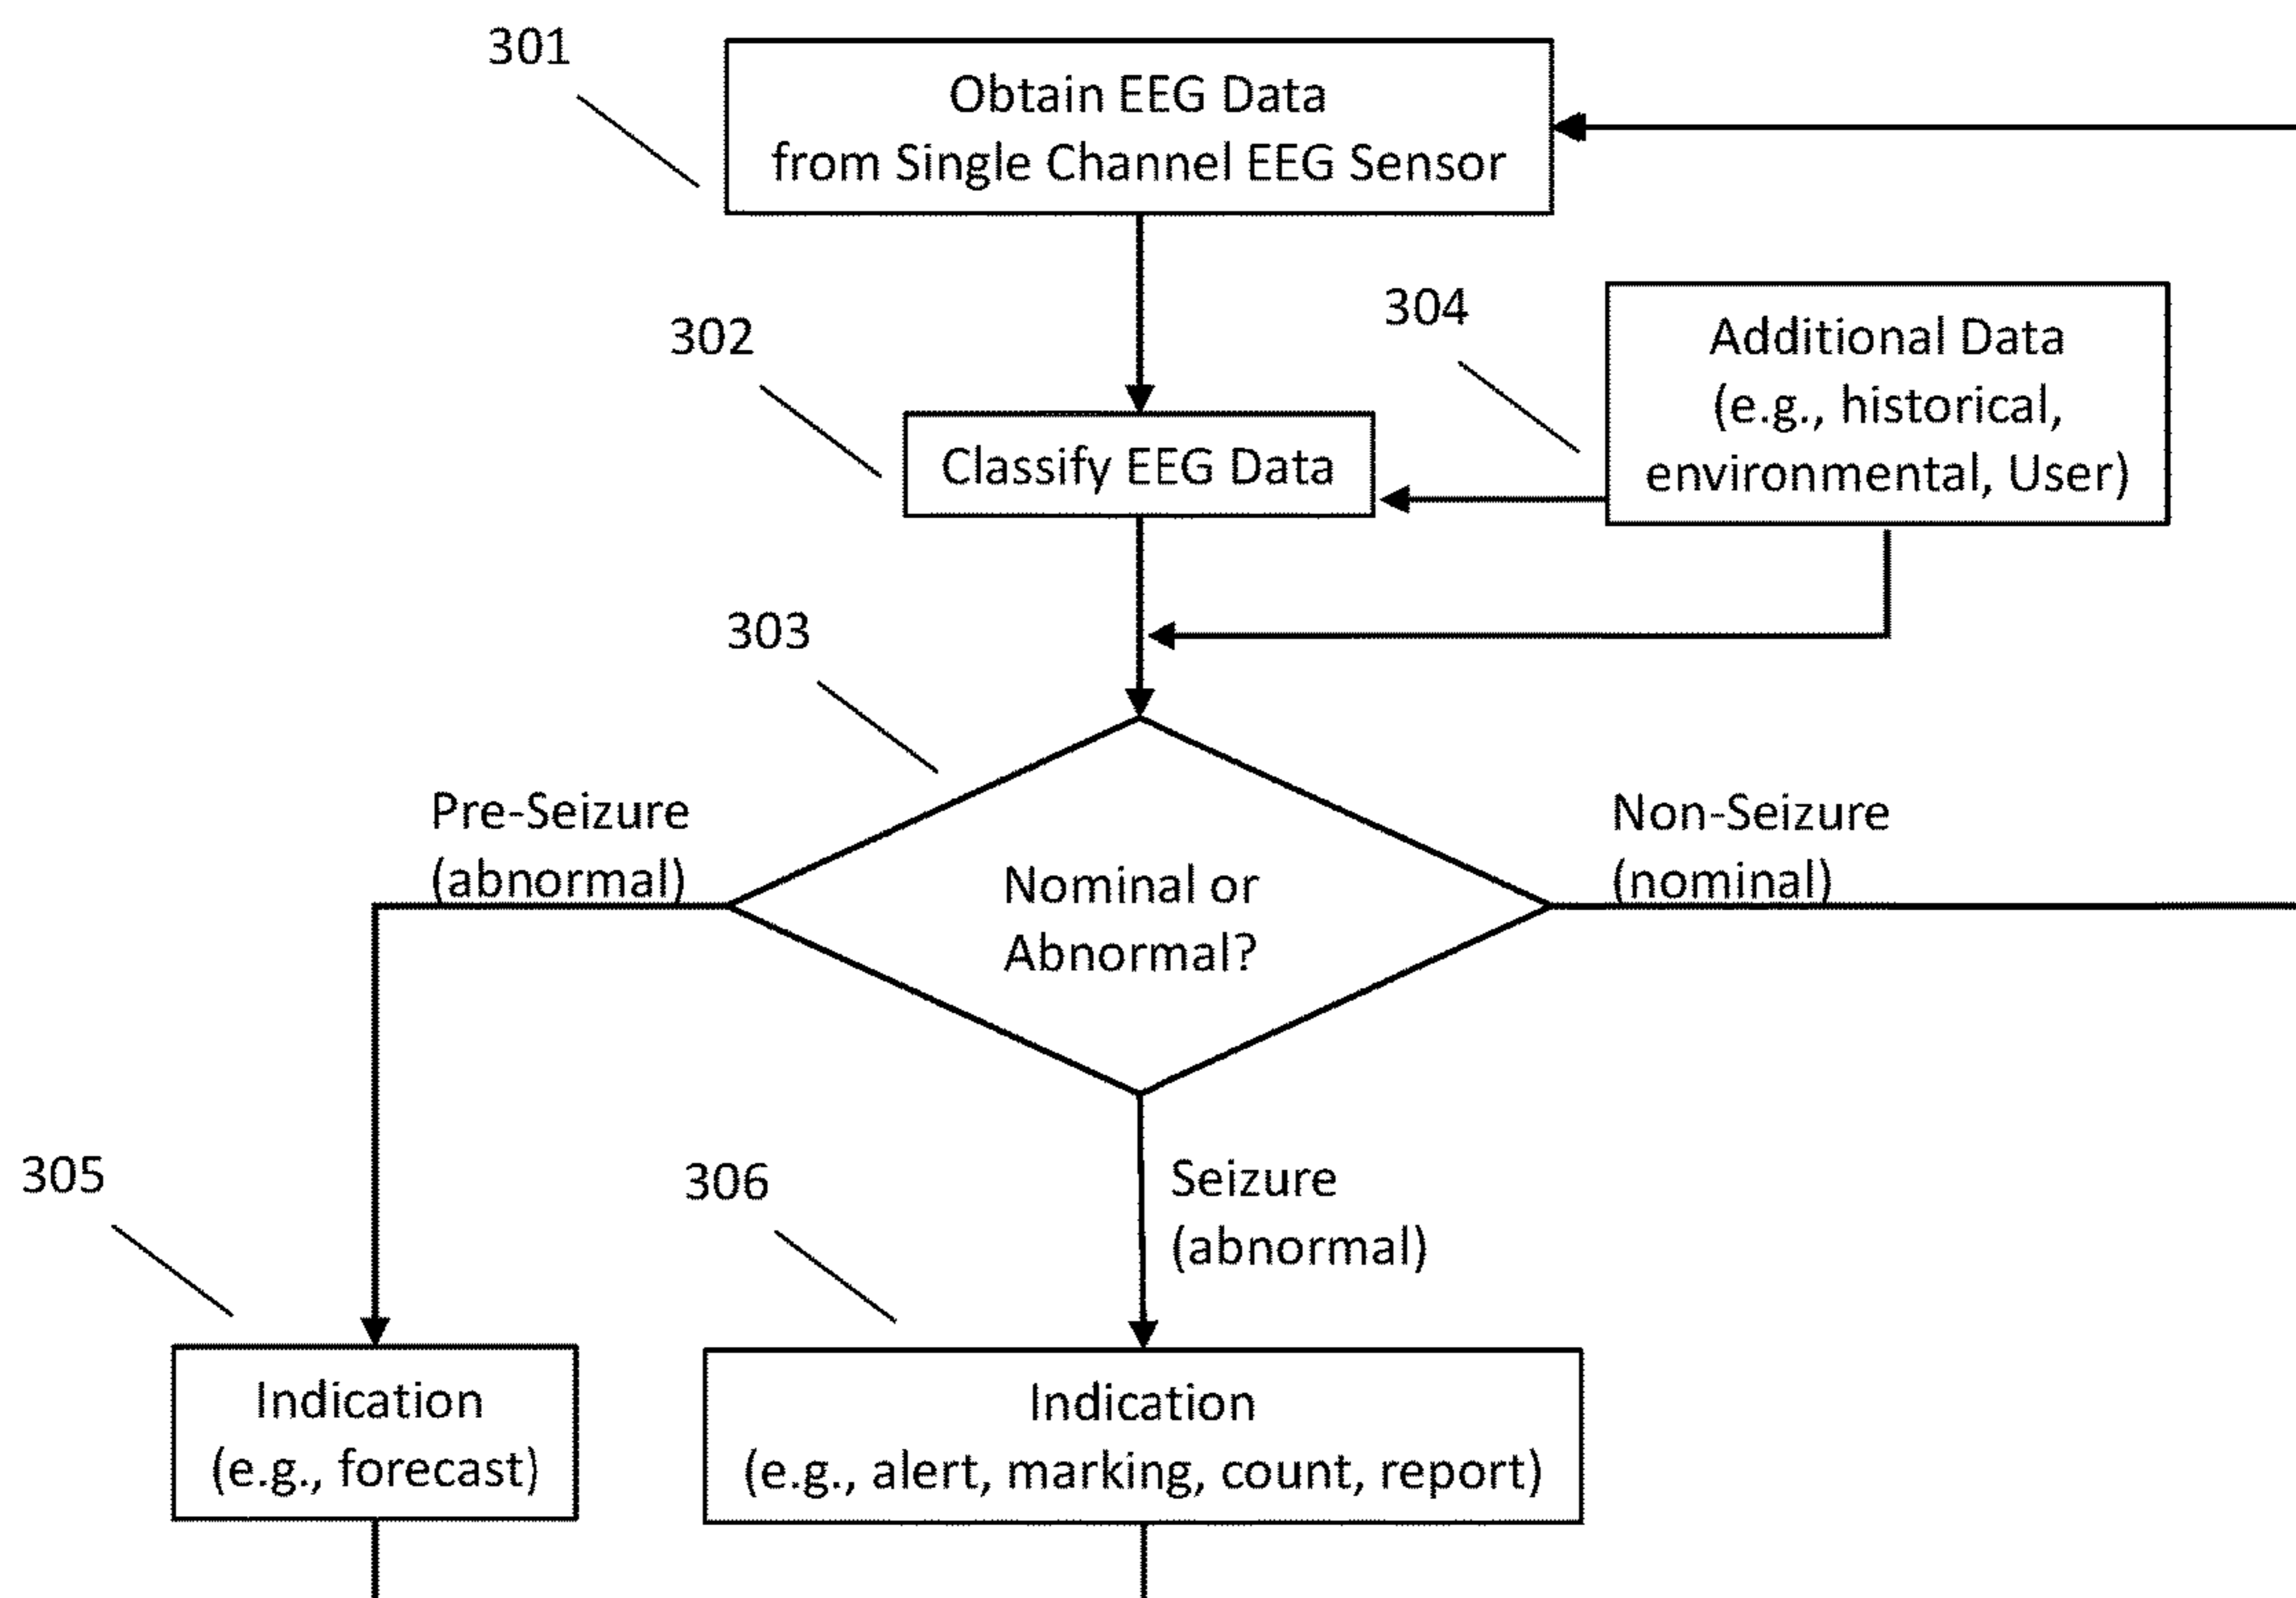 301
Obtain EEG Data
from Single Channel EEG Sensor
302
Classify EEG Data
304
Additional Data
(e.g., historical,
environmental, User)
303
Pre-Seizure
(abnormal)
Nominal or
Abnormal?
Non-Seizure
(nominal)
305
306
Seizure
(abnormal)
Indication
(e.g., forecast)
Indication
(e.g., alert, marking, count, report)